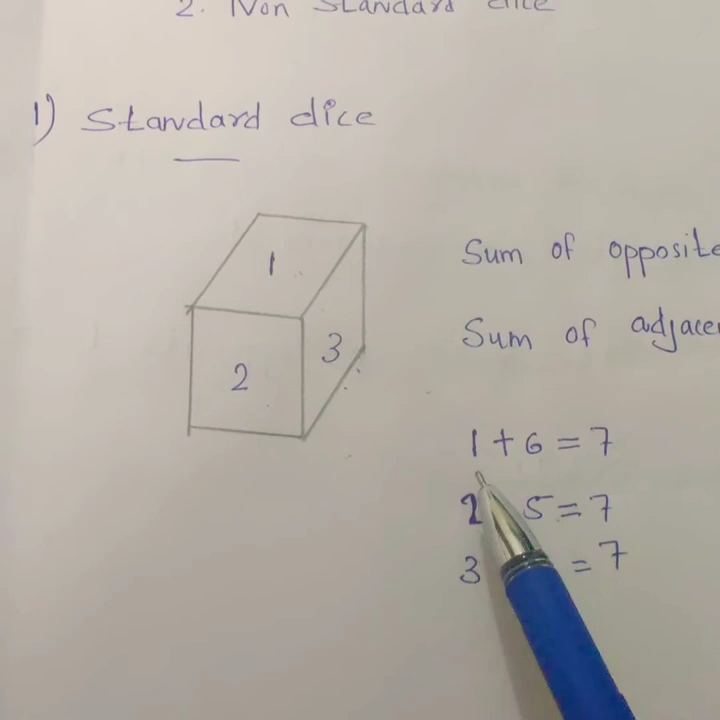 2. Non Standard dice
1) Standard dice
1
2
3
Sum of opposite
Sum of
1 + 6 = 7
2 5 = 7
3 = 7